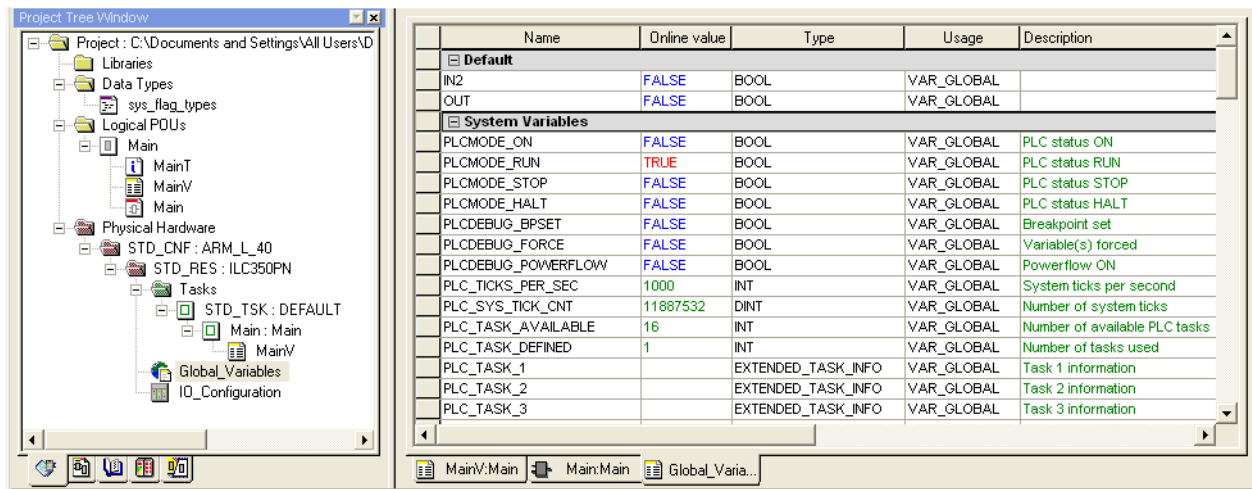 Project Tree Window
Project : C:\Documents and Settings\All Users\D
Libraries
Data Types
sys_flag_types
Logical POUs
Main
MainT
MainV
Main
Physical Hardware
STD_CNF : ARM_L_40
STD_RES : ILC350PN
Tasks
STD_TSK : DEFAULT
Main : Main
MainV
Global_Variables
IO_Configuration
Name Online value Type Usage Description
Default
IN2 FALSE BOOL VAR_GLOBAL
OUT FALSE BOOL VAR_GLOBAL
System Variables
PLCMODE_ON FALSE BOOL VAR_GLOBAL PLC status ON
PLCMODE_RUN TRUE BOOL VAR_GLOBAL PLC status RUN
PLCMODE_STOP FALSE BOOL VAR_GLOBAL PLC status STOP
PLCMODE_HALT FALSE BOOL VAR_GLOBAL PLC status HALT
PLCDEBUG_BPSET FALSE BOOL VAR_GLOBAL Breakpoint set
PLCDEBUG_FORCE FALSE BOOL VAR_GLOBAL Variable(s) forced
PLCDEBUG_POWERFLOW FALSE BOOL VAR_GLOBAL Powerflow ON
PLC_TICKS_PER_SEC 1000 INT VAR_GLOBAL System ticks per second
PLC_SYS_TICK_CNT 11887532 DINT VAR_GLOBAL Number of system ticks
PLC_TASK_AVAILABLE 16 INT VAR_GLOBAL Number of available PLC tasks
PLC_TASK_DEFINED 1 INT VAR_GLOBAL Number of tasks used
PLC_TASK_1 EXTENDED_TASK_INFO VAR_GLOBAL Task 1 information
PLC_TASK_2 EXTENDED_TASK_INFO VAR_GLOBAL Task 2 information
PLC_TASK_3 EXTENDED_TASK_INFO VAR_GLOBAL Task 3 information
MainV:Main Main:Main Global_Varia...